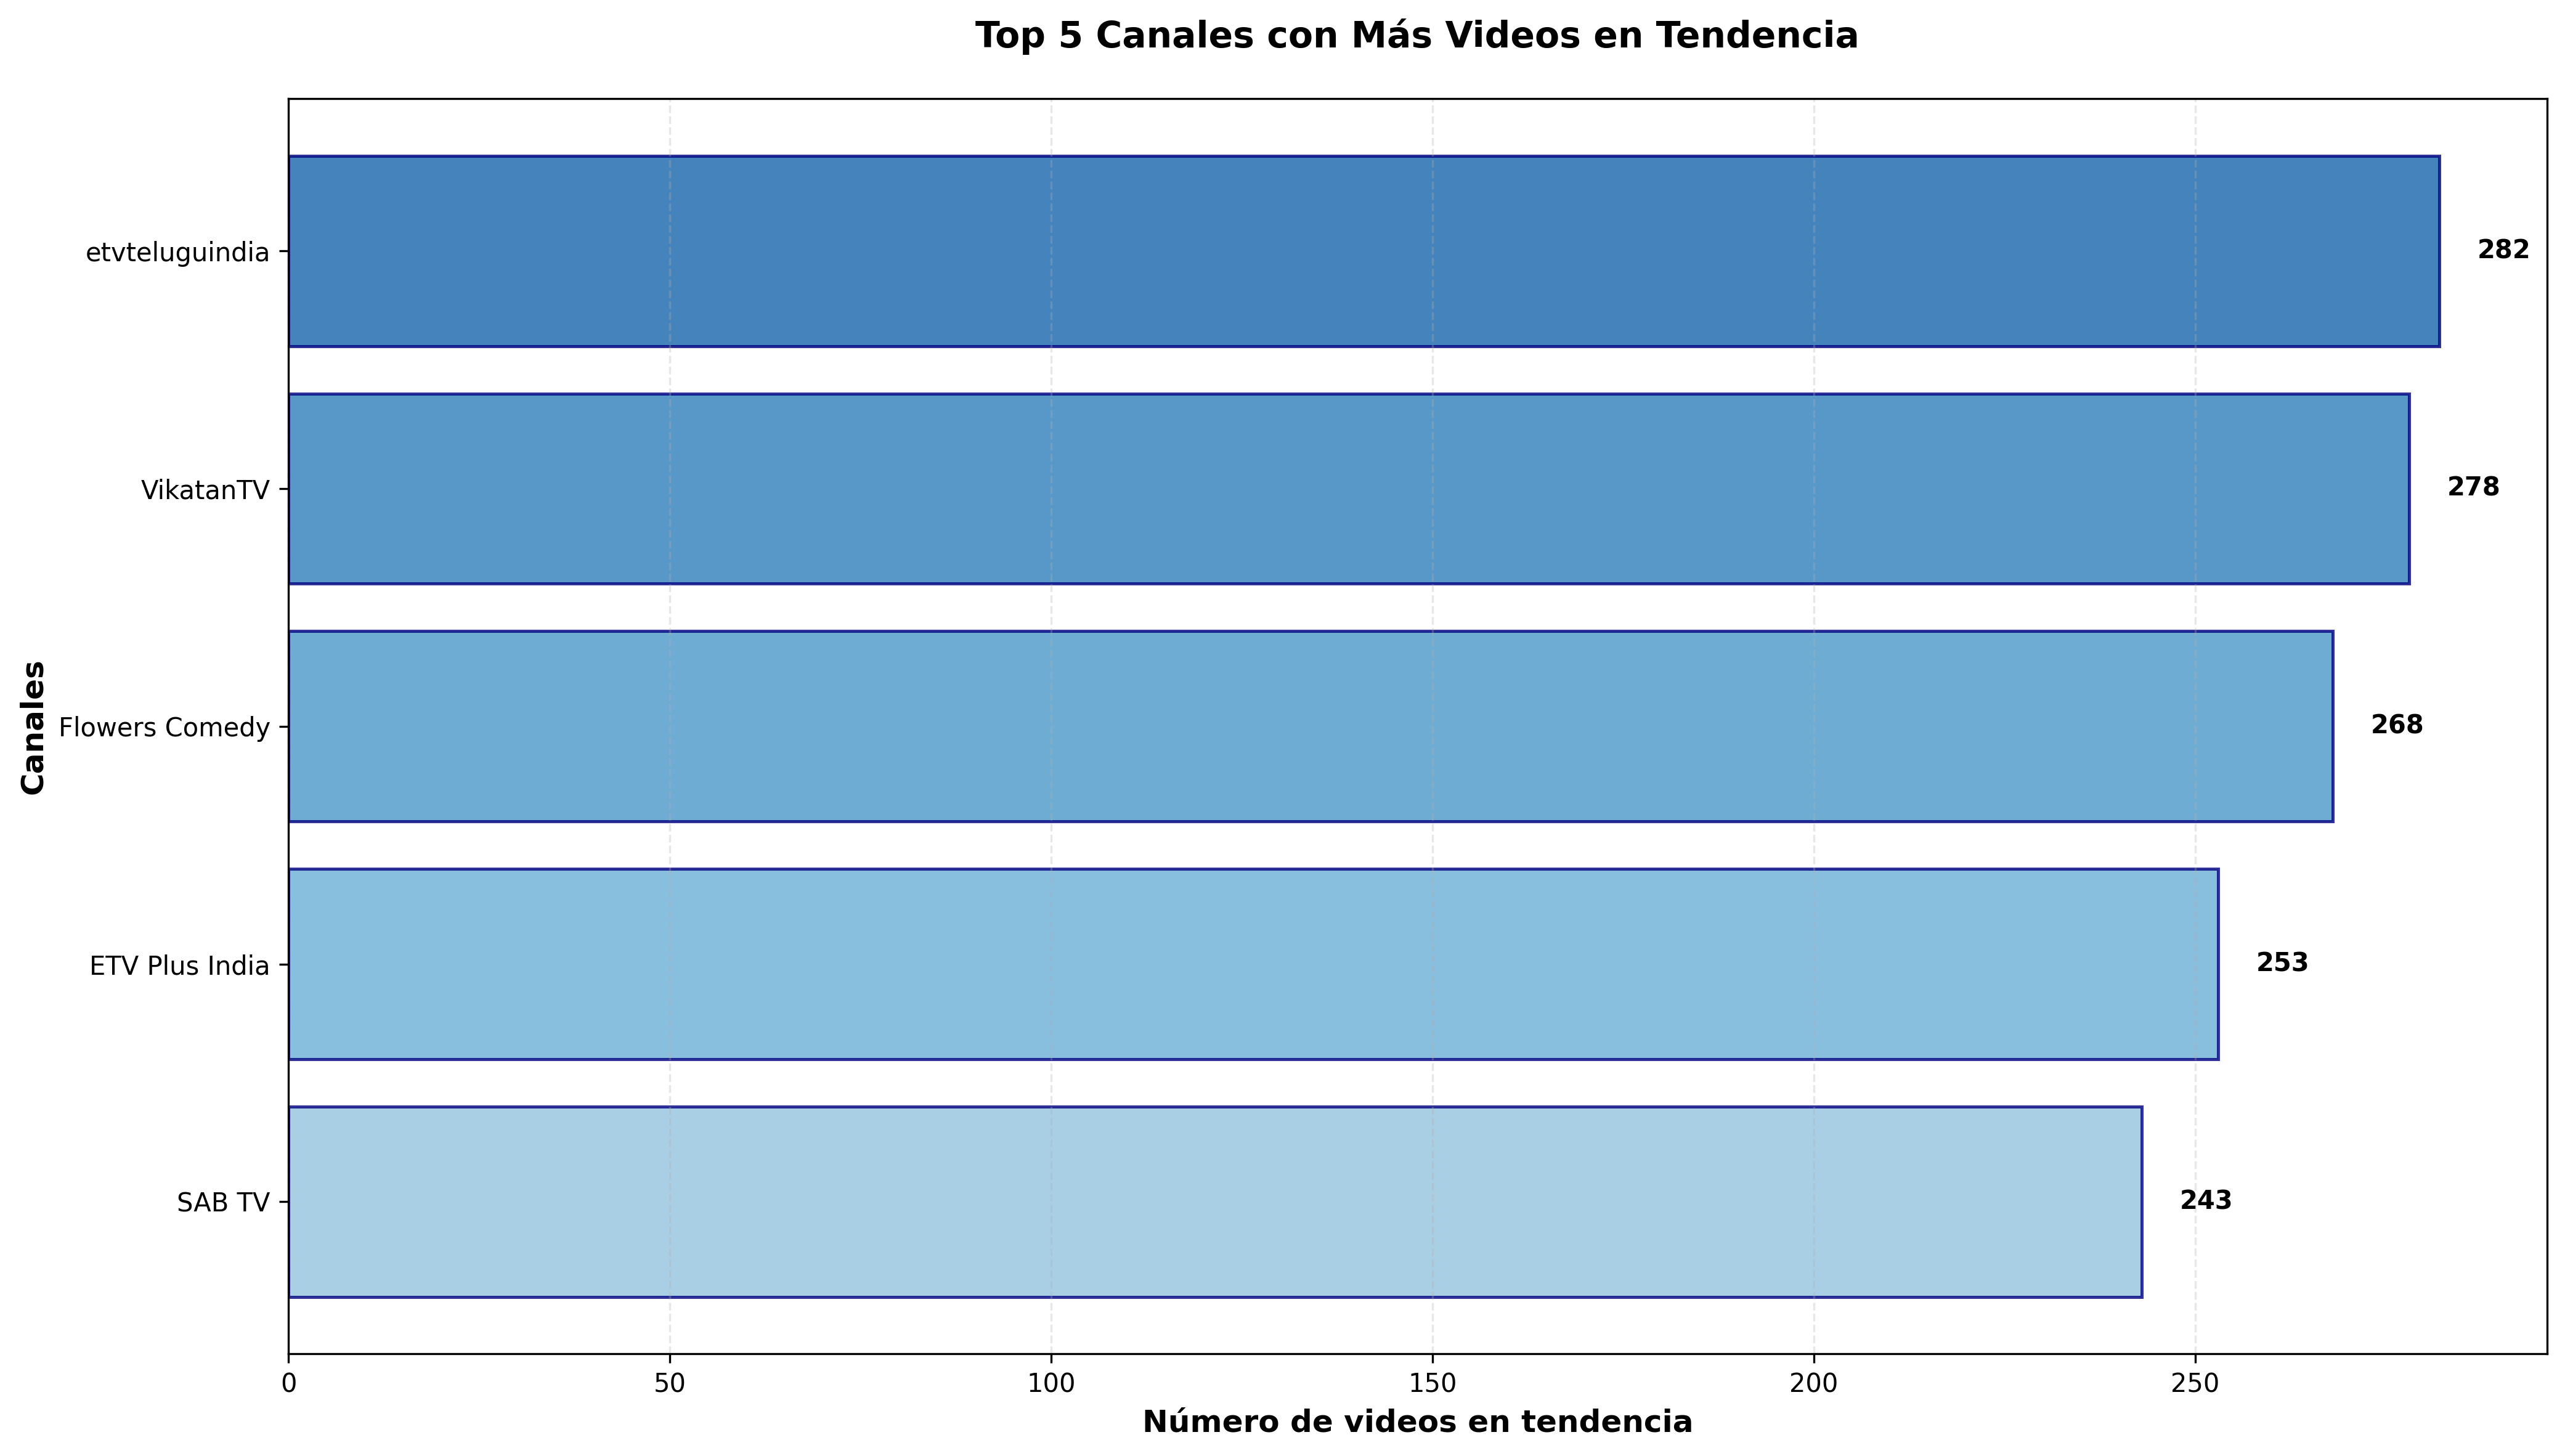 Top 5 Canales con Más Videos en Tendencia
etvteluguindia
282
VikatanTV
278
Flowers Comedy
268
ETV Plus India
253
SAB TV
243
Canales
0 50 100 150 200 250
Número de videos en tendencia